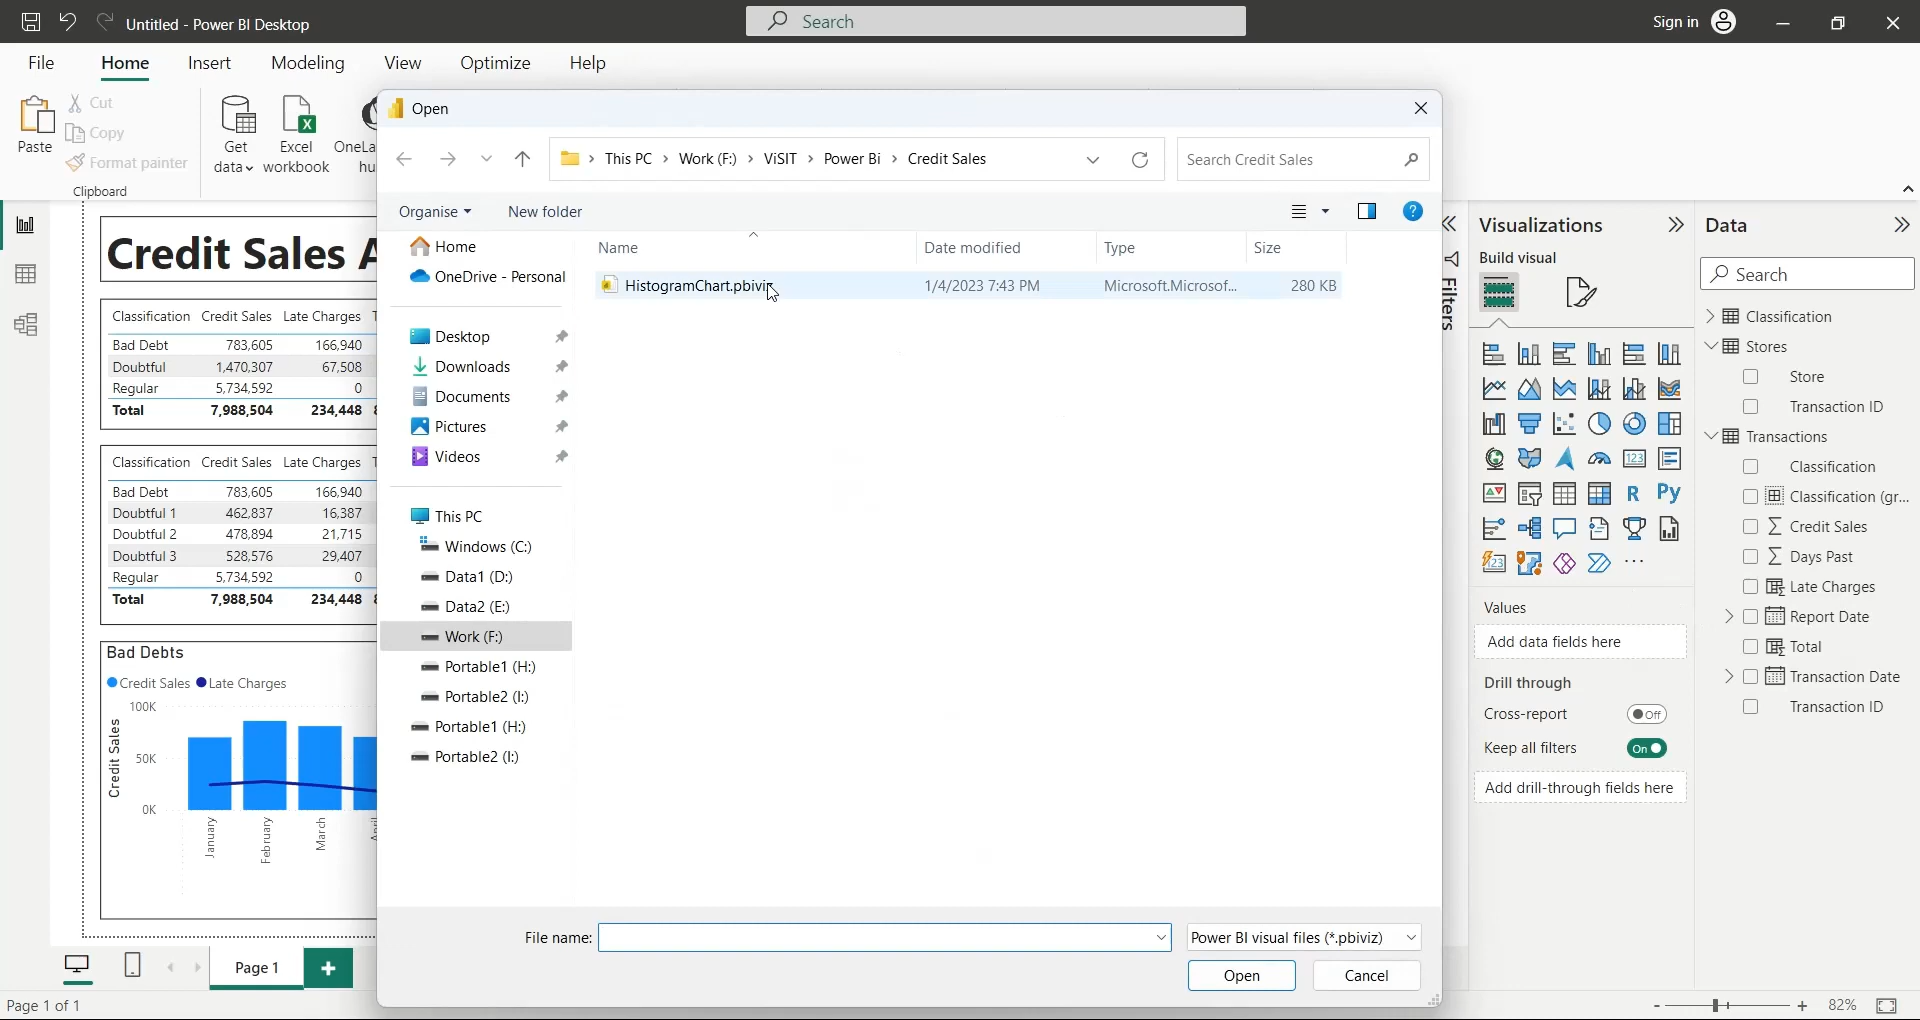 Untitled - Power BI Desktop
Search
Sign in
File Home Insert Modeling View Optimize Help
Paste
Cut
Copy
Format painter
Clipboard
Get data
Excel workbook
OneLa
hu
Open
This PC > Work (F:) > ViSIT > Power Bi > Credit Sales
Search Credit Sales
Organise
New folder
Home
OneDrive - Personal
Desktop
Downloads
Documents
Pictures
Videos
This PC
Windows (C:)
Data1 (D:)
Data2 (E:)
Work (F:)
Portable1 (H:)
Portable2 (I:)
Portable1 (H:)
Portable2 (I:)
Name Date modified Type Size
HistogramChart.pbiviz 1/4/2023 7:43 PM Microsoft.Microsof... 280 KB
File name:
Power BI visual files (*.pbiviz)
Open
Cancel
Credit Sales A
Classification Credit Sales Late Charges T
Bad Debt 783,605 166,940
Doubtful 1,470,307 67,508
Regular 5,734,592 0
Total 7,988,504 234,448 8
Classification Credit Sales Late Charges T
Bad Debt 783,605 166,940
Doubtful 1 462,837 16,387
Doubtful 2 478,894 21,715
Doubtful 3 528,576 29,407
Regular 5,734,592 0
Total 7,988,504 234,448 8
Bad Debts
Credit Sales Late Charges
Credit Sales
100K
50K
0K
January
February
March
April
Filters
Visualizations
Build visual
123
R
Py
123
Values
Add data fields here
Drill through
Cross-report
Off
Keep all filters
On
Add drill-through fields here
Data
Search
Classification
Stores
Store
Transaction ID
Transactions
Classification
Classification (gr...
Credit Sales
Days Past
Late Charges
Report Date
Total
Transaction Date
Transaction ID
Page 1
Page 1 of 1
82%